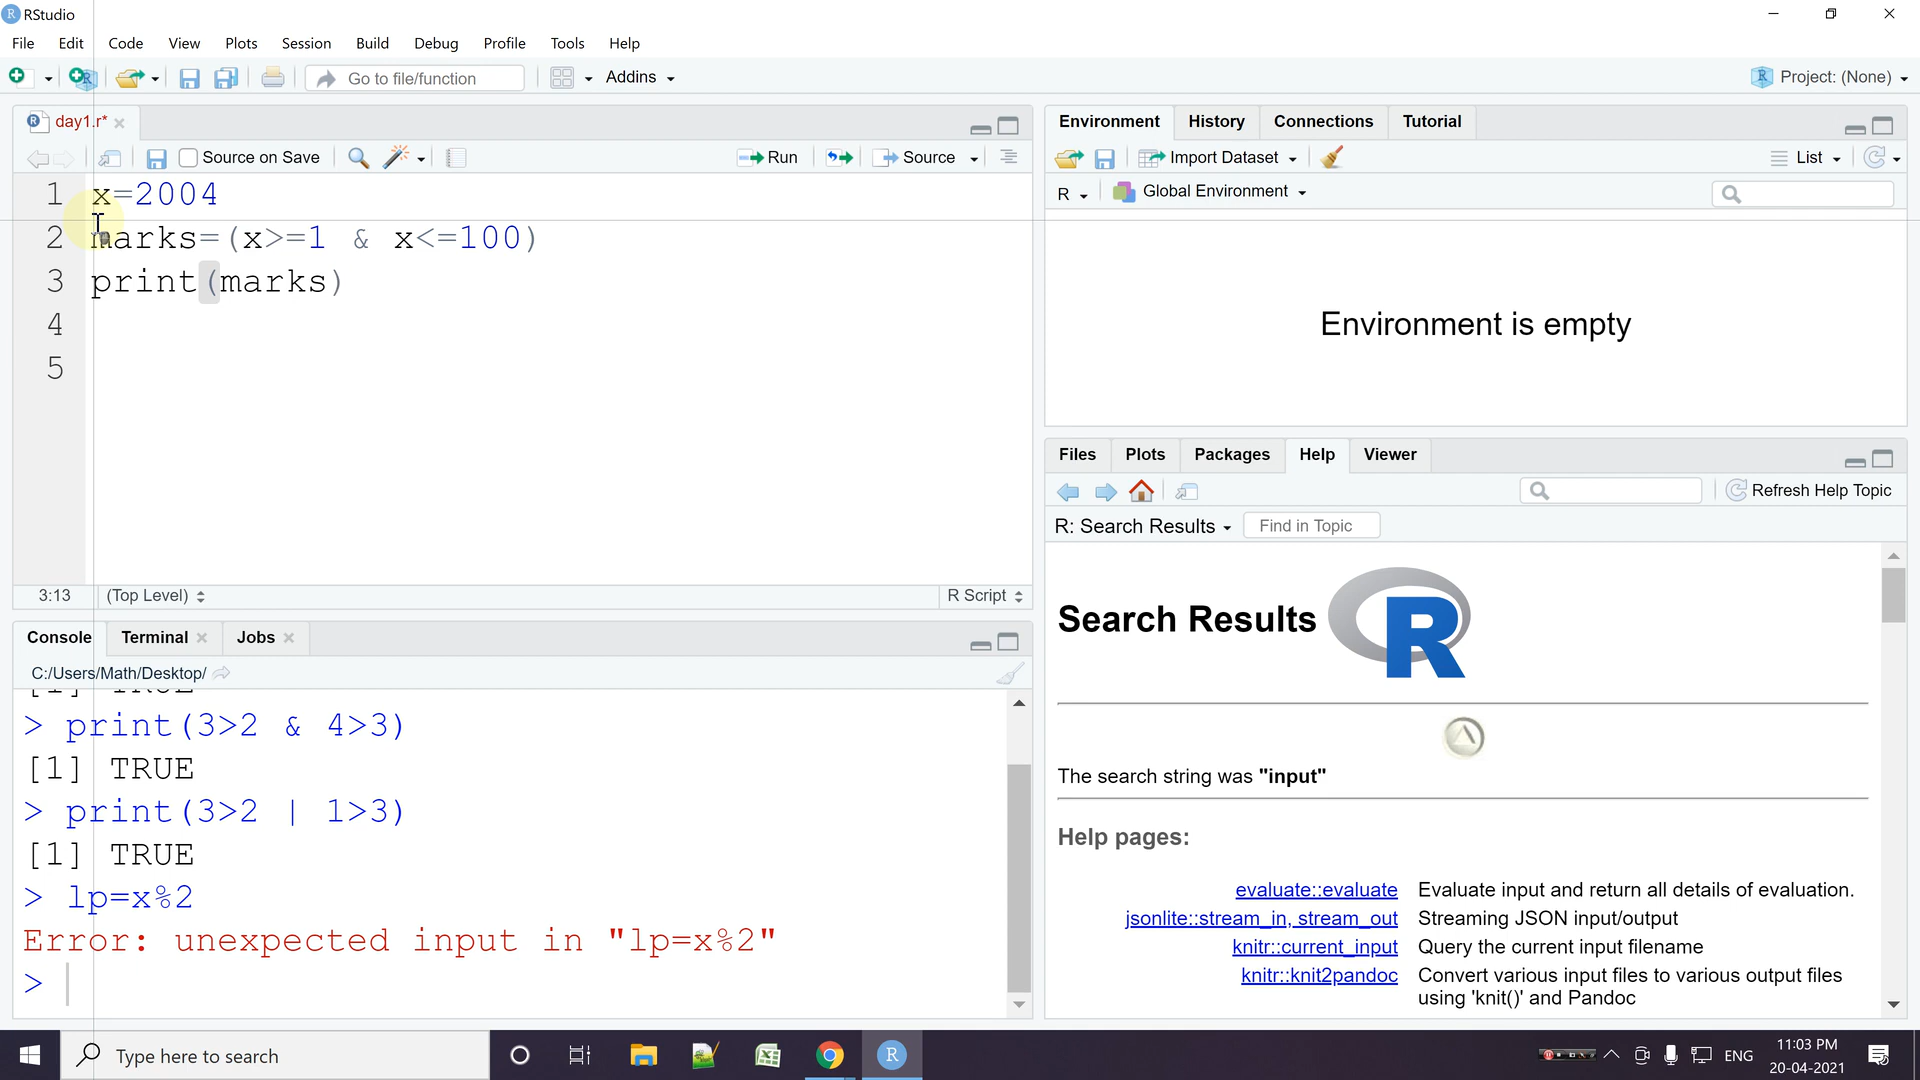 RStudio
File Edit Code View Plots Session Build Debug Profile Tools Help
Go to file/function Addins Project: (None)
day1.r*
Source on Save Run Source
1 x=2004
2 marks=(x>=1 & x<=100)
3 print(marks)
4
5
3:13 (Top Level) R Script
Console Terminal Jobs
C:/Users/Math/Desktop/
[1] TRUE
> print(3>2 & 4>3)
[1] TRUE
> print(3>2 | 1>3)
[1] TRUE
> lp=x%2
Error: unexpected input in "lp=x%2"
>
Environment History Connections Tutorial
Import Dataset List
R Global Environment
Environment is empty
Files Plots Packages Help Viewer
Refresh Help Topic
R: Search Results Find in Topic
Search Results R
The search string was "input"
Help pages:
evaluate::evaluate Evaluate input and return all details of evaluation.
jsonlite::stream_in, stream_out Streaming JSON input/output
knitr::current_input Query the current input filename
knitr::knit2pandoc Convert various input files to various output files
using 'knit()' and Pandoc
Type here to search
ENG
11:03 PM
20-04-2021